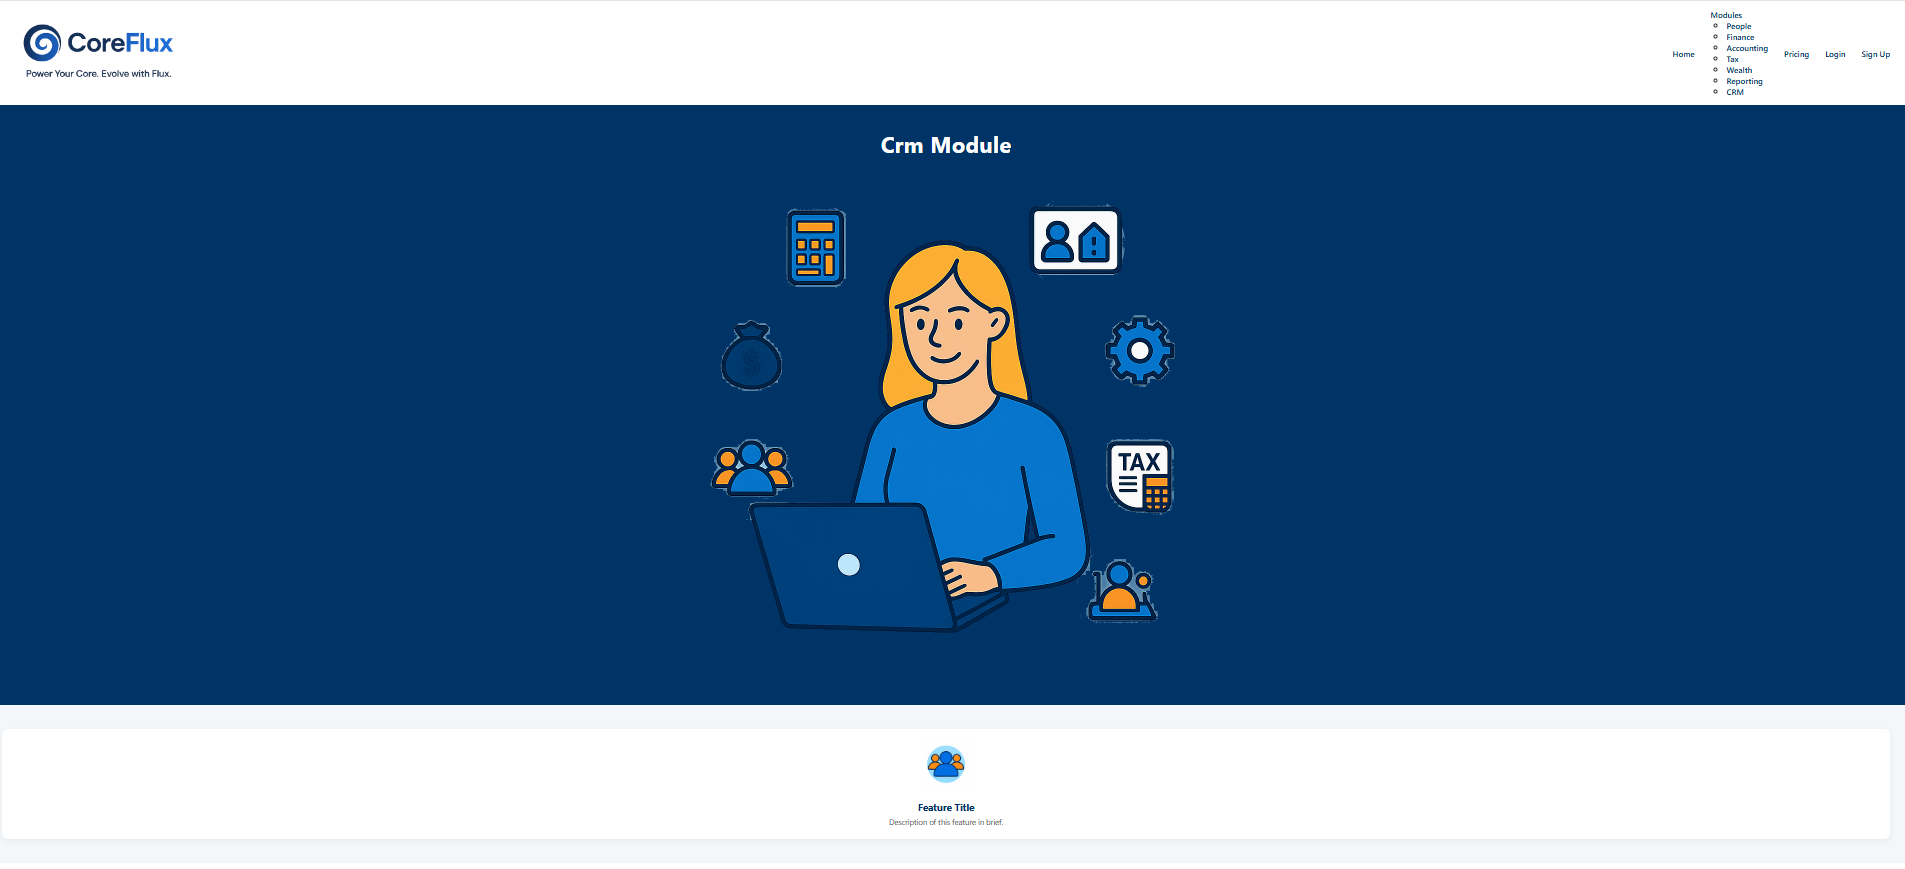 CoreFlux
Power Your Core. Evolve with Flux.
Home
Modules
People
Finance
Accounting
Tax
Wealth
Reporting
CRM
Pricing
Login
Sign Up
Crm Module
$
TAX
Feature Title
Description of this feature in brief.